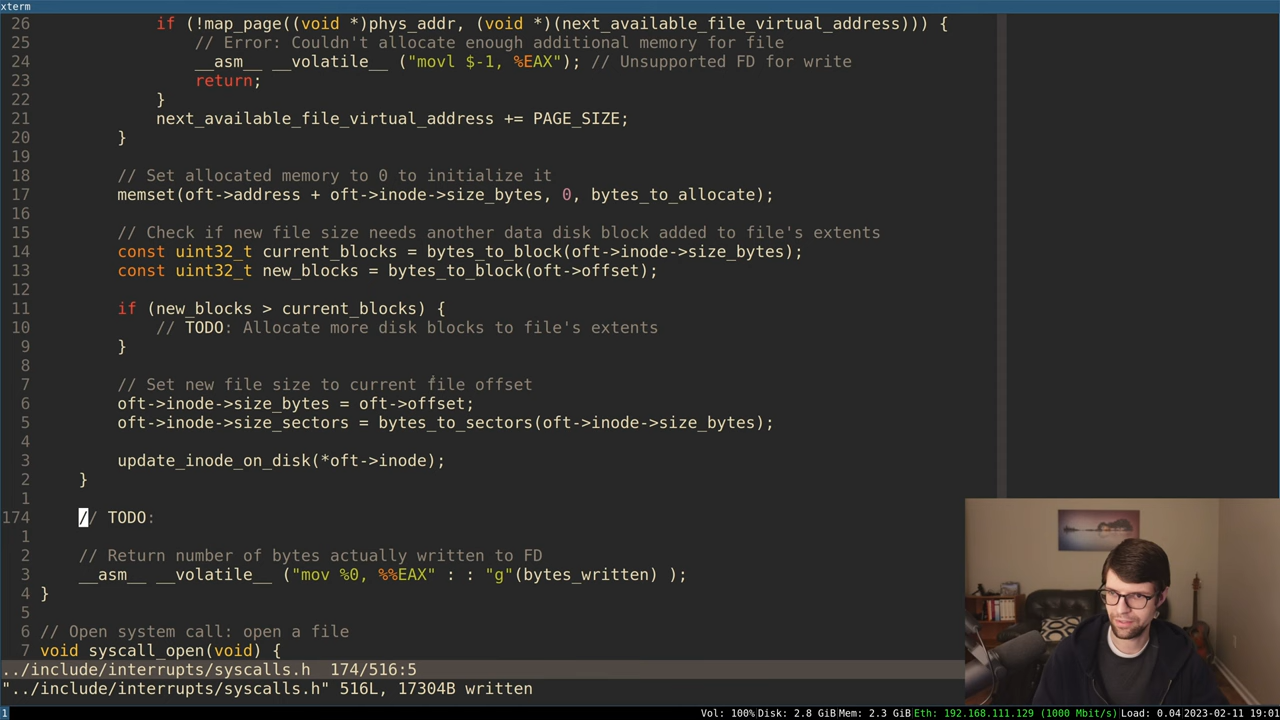 xterm
26 if (!map_page((void *)phys_addr, (void *)(next_available_file_virtual_address))) {
25 // Error: Couldn't allocate enough additional memory for file
24 __asm__ __volatile__ ("movl $-1, %EAX"); // Unsupported FD for write
23 return;
22 }
21 next_available_file_virtual_address += PAGE_SIZE;
20 }
19
18 // Set allocated memory to 0 to initialize it
17 memset(oft->address + oft->inode->size_bytes, 0, bytes_to_allocate);
16
15 // Check if new file size needs another data disk block added to file's extents
14 const uint32_t current_blocks = bytes_to_block(oft->inode->size_bytes);
13 const uint32_t new_blocks = bytes_to_block(oft->offset);
12
11 if (new_blocks > current_blocks) {
10 // TODO: Allocate more disk blocks to file's extents
9 }
8
7 // Set new file size to current file offset
6 oft->inode->size_bytes = oft->offset;
5 oft->inode->size_sectors = bytes_to_sectors(oft->inode->size_bytes);
4
3 update_inode_on_disk(*oft->inode);
2 }
1
174 // TODO:
1
2 // Return number of bytes actually written to FD
3 __asm__ __volatile__ ("mov %0, %%EAX" : : "g"(bytes_written) );
4 }
5
6 // Open system call: open a file
7 void syscall_open(void) {
../include/interrupts/syscalls.h 174/516:5
"../include/interrupts/syscalls.h" 516L, 17304B written
1 Vol: 100% Disk: 2.8 GiB Mem: 2.3 GiB Eth: 192.168.111.129 (1000 Mbit/s) Load: 0.04 2023-02-11 19:01